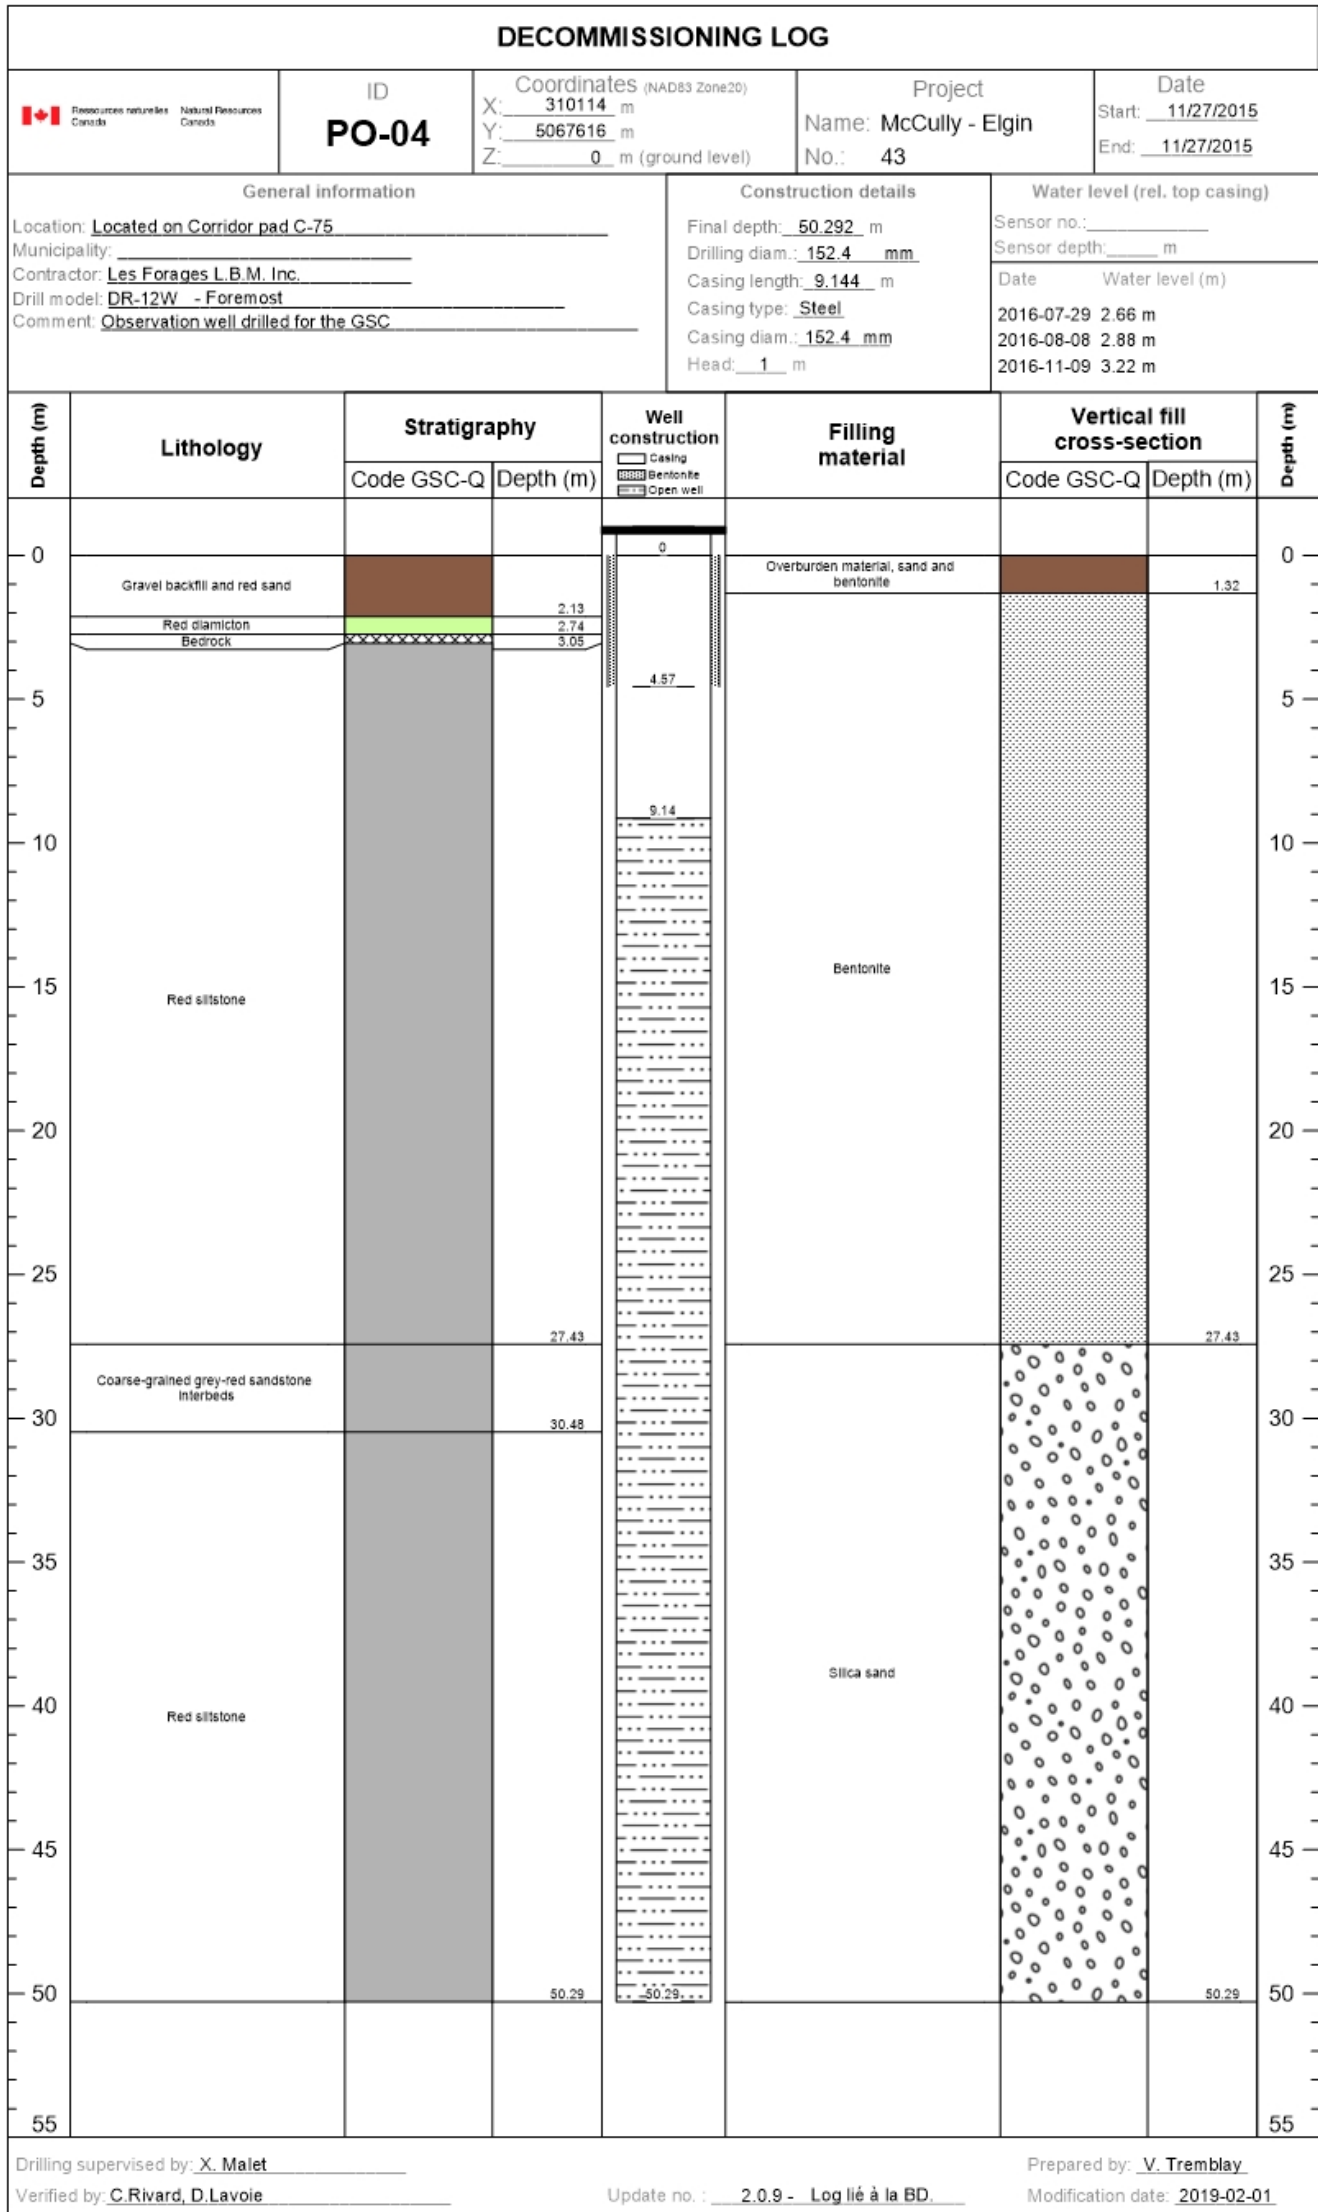 DECOMMISSIONING LOG
Ressources naturelles Canada
Natural Resources Canada
ID
PO-04
Coordinates (NAD83 Zone20)
X: 310114 m
Y: 5067616 m
Z: 0 m (ground level)
Project
Name: McCully - Elgin
No.: 43
Date
Start: 11/27/2015
End: 11/27/2015
General information
Location: Located on Corridor pad C-75
Municipality:
Contractor: Les Forages L.B.M. Inc.
Drill model: DR-12W - Foremost
Comment: Observation well drilled for the GSC
Construction details
Final depth: 50.292 m
Drilling diam.: 152.4 mm
Casing length: 9.144 m
Casing type: Steel
Casing diam.: 152.4 mm
Head: 1 m
Water level (rel. top casing)
Sensor no.:
Sensor depth: m
Date Water level (m)
2016-07-29 2.66 m
2016-08-08 2.88 m
2016-11-09 3.22 m
Depth (m)
Lithology
Stratigraphy
Code GSC-Q
Depth (m)
Well construction
Casing
Bentonite
Open well
Filling material
Vertical fill cross-section
Code GSC-Q
Depth (m)
Depth (m)
0
5
10
15
20
25
30
35
40
45
50
55
Gravel backfill and red sand
2.13
Red diamicton
2.74
Bedrock
3.05
Red siltstone
27.43
Coarse-grained grey-red sandstone
interbeds
30.48
Red siltstone
50.29
0
4.57
9.14
50.29
Overburden material, sand and
bentonite
1.32
Bentonite
27.43
Silica sand
50.29
0
5
10
15
20
25
30
35
40
45
50
55
Drilling supervised by: X. Malet
Verified by: C.Rivard, D.Lavoie
Update no. : 2.0.9 - Log lié à la BD.
Prepared by: V. Tremblay
Modification date: 2019-02-01